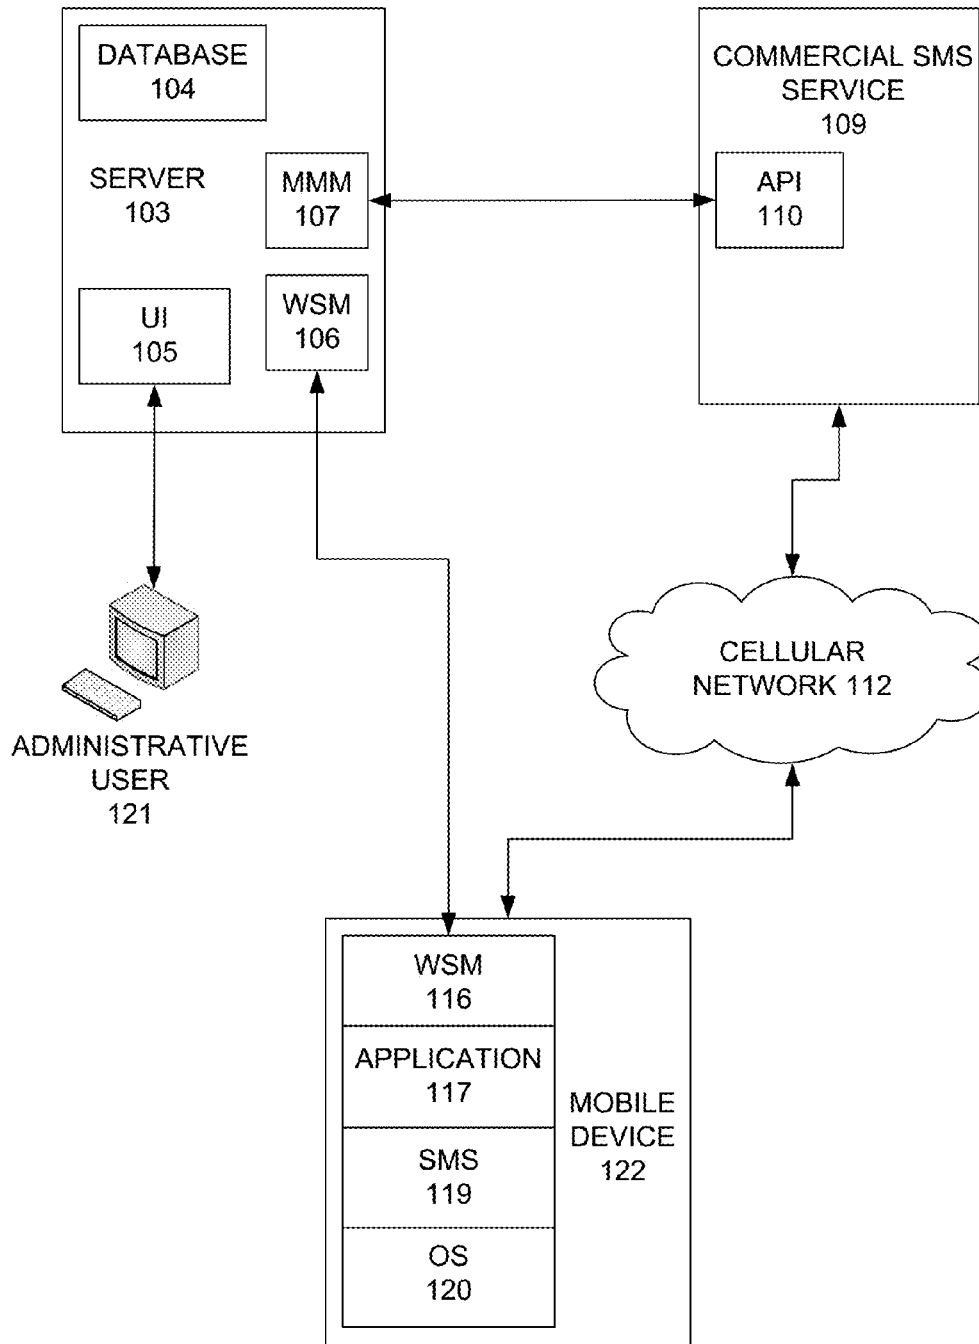 DATABASE
104
SERVER
103
MMM
107
UI
105
WSM
106
COMMERCIAL SMS
SERVICE
109
API
110
CELLULAR
NETWORK 112
ADMINISTRATIVE
USER
121
WSM
116
APPLICATION
117
SMS
119
OS
120
MOBILE
DEVICE
122